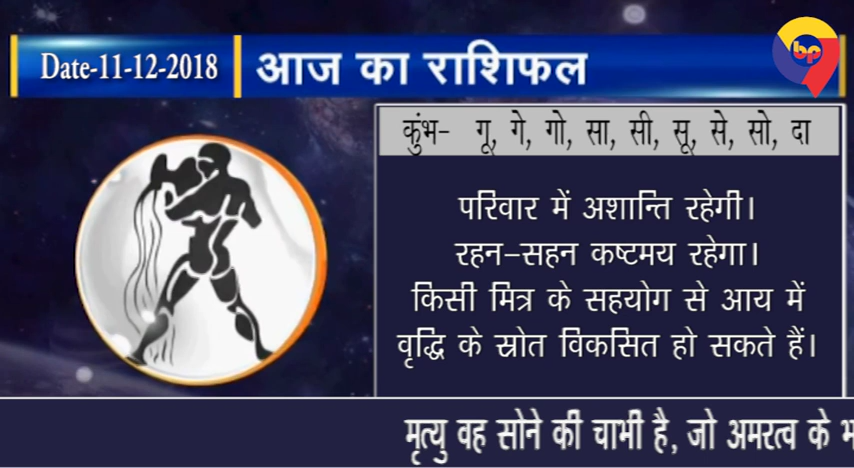 Date-11-12-2018 आज का राशिफल
bp
कुंभ- गू, गे, गो, सा, सी, सू, से, सो, दा
परिवार में अशान्ति रहेगी।
रहन-सहन कष्टमय रहेगा।
किसी मित्र के सहयोग से आय में
वृद्धि के स्रोत विकसित हो सकते हैं।
मृत्यु वह सोने की चाभी है, जो अमरत्व के